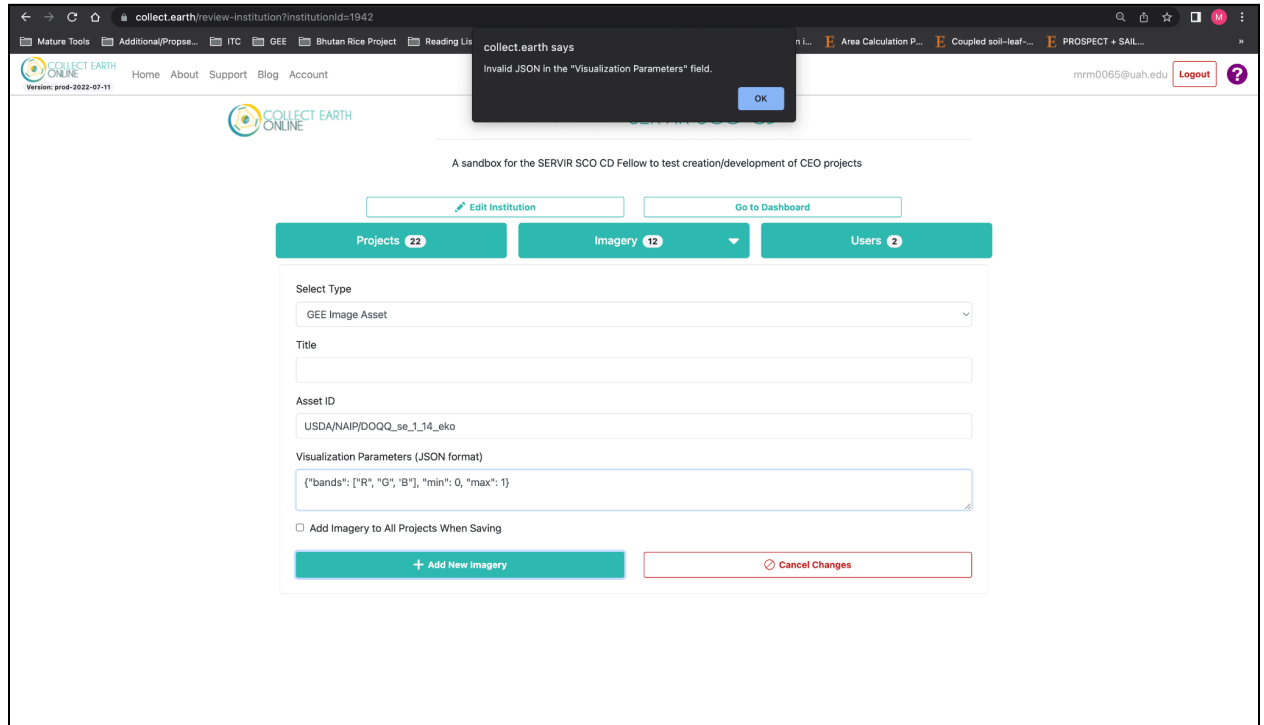 collect.earth/review-institution?institutionId=1942
Mature Tools Additional/Propse... ITC GEE Bhutan Rice Project Reading Lis n i... Area Calculation P... Coupled soil–leaf-... PROSPECT + SAIL... »
collect.earth says
Invalid JSON in the "Visualization Parameters" field.
OK
COLLECT EARTH
ONLINE
Version: prod-2022-07-11
Home About Support Blog Account
mrm0065@uah.edu Logout ?
COLLECT EARTH
ONLINE
A sandbox for the SERVIR SCO CD Fellow to test creation/development of CEO projects
Edit Institution Go to Dashboard
Projects 22 Imagery 12 Users 2
Select Type
GEE Image Asset
Title
Asset ID
USDA/NAIP/DOQQ_se_1_14_eko
Visualization Parameters (JSON format)
{"bands": ["R", "G", 'B"], "min": 0, "max": 1}
Add Imagery to All Projects When Saving
+ Add New Imagery Cancel Changes